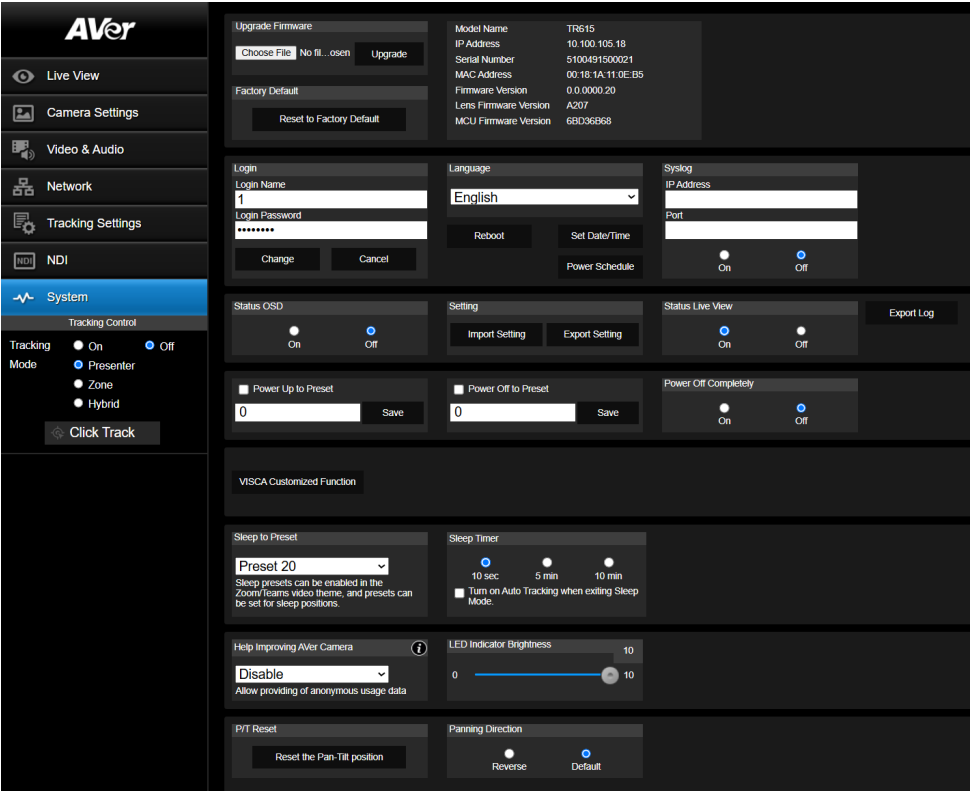 AVer
Live View
Camera Settings
Video & Audio
Network
Tracking Settings
NDI
NDI
System
Tracking Control
Tracking On Off
Mode Presenter
Zone
Hybrid
Click Track
Upgrade Firmware
Choose File No fil...osen Upgrade
Factory Default
Reset to Factory Default
Model Name TR615
IP Address 10.100.105.18
Serial Number 5100491500021
MAC Address 00:18:1A:11:0E:B5
Firmware Version 0.0.0000.20
Lens Firmware Version A207
MCU Firmware Version 6BD36B68
Login
Login Name
1
Login Password
••••••••
Change Cancel
Language
English
Reboot Set Date/Time
Power Schedule
Syslog
IP Address
Port
On Off
Status OSD
On Off
Setting
Import Setting Export Setting
Status Live View
On Off
Export Log
Power Up to Preset
0 Save
Power Off to Preset
0 Save
Power Off Completely
On Off
VISCA Customized Function
Sleep to Preset
Preset 20
Sleep presets can be enabled in the
Zoom/Teams video theme, and presets can
be set for sleep positions.
Sleep Timer
10 sec 5 min 10 min
Turn on Auto Tracking when exiting Sleep
Mode.
Help Improving AVer Camera i
Disable
Allow providing of anonymous usage data
LED Indicator Brightness
10
0 10
P/T Reset
Reset the Pan-Tilt position
Panning Direction
Reverse Default